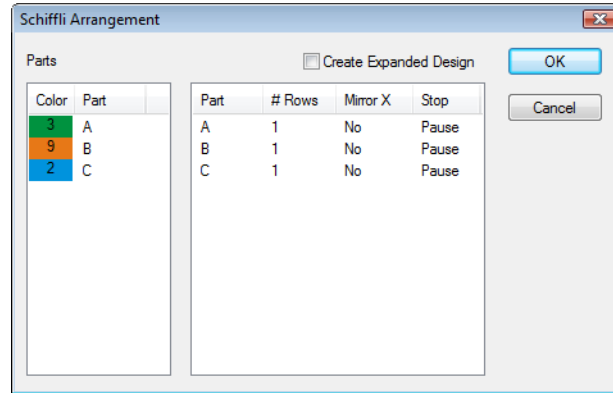 Schiffli Arrangement
Parts
Create Expanded Design
OK
Cancel
Color Part
3 A
9 B
2 C
Part # Rows Mirror X Stop
A 1 No Pause
B 1 No Pause
C 1 No Pause